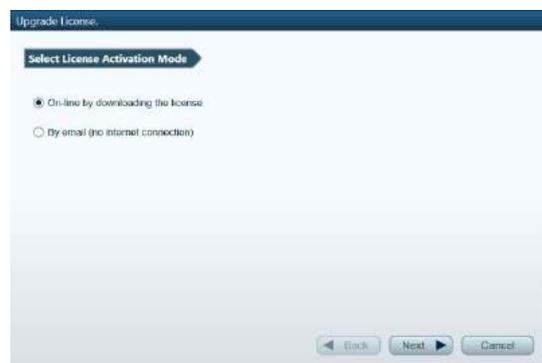 Upgrade License.
Select License Activation Mode
On-line by downloading the license
By email (no internet connection)
Back
Next
Cancel